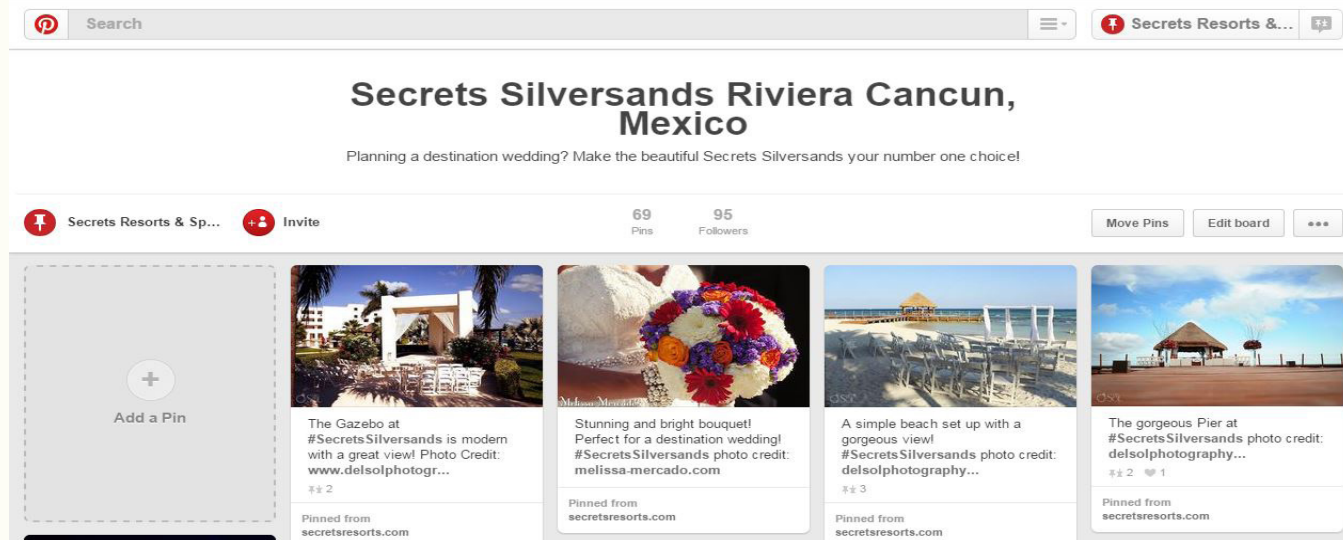 Search
Secrets Resorts &...
Secrets Silversands Riviera Cancun,
Mexico
Planning a destination wedding? Make the beautiful Secrets Silversands your number one choice!
Secrets Resorts & Sp...
Invite
69
Pins
95
Followers
Move Pins
Edit board
Add a Pin
The Gazebo at
#SecretsSilversands is modern
with a great view! Photo Credit:
www.delsolphotogr...
2
Pinned from
secretsresorts.com
Stunning and bright bouquet!
Perfect for a destination wedding!
#SecretsSilversands photo credit:
melissa-mercado.com
Pinned from
secretsresorts.com
A simple beach set up with a
gorgeous view!
#SecretsSilversands photo credit:
delsolphotography...
3
Pinned from
secretsresorts.com
The gorgeous Pier at
#SecretsSilversands photo credit:
delsolphotography...
2 1
Pinned from
secretsresorts.com